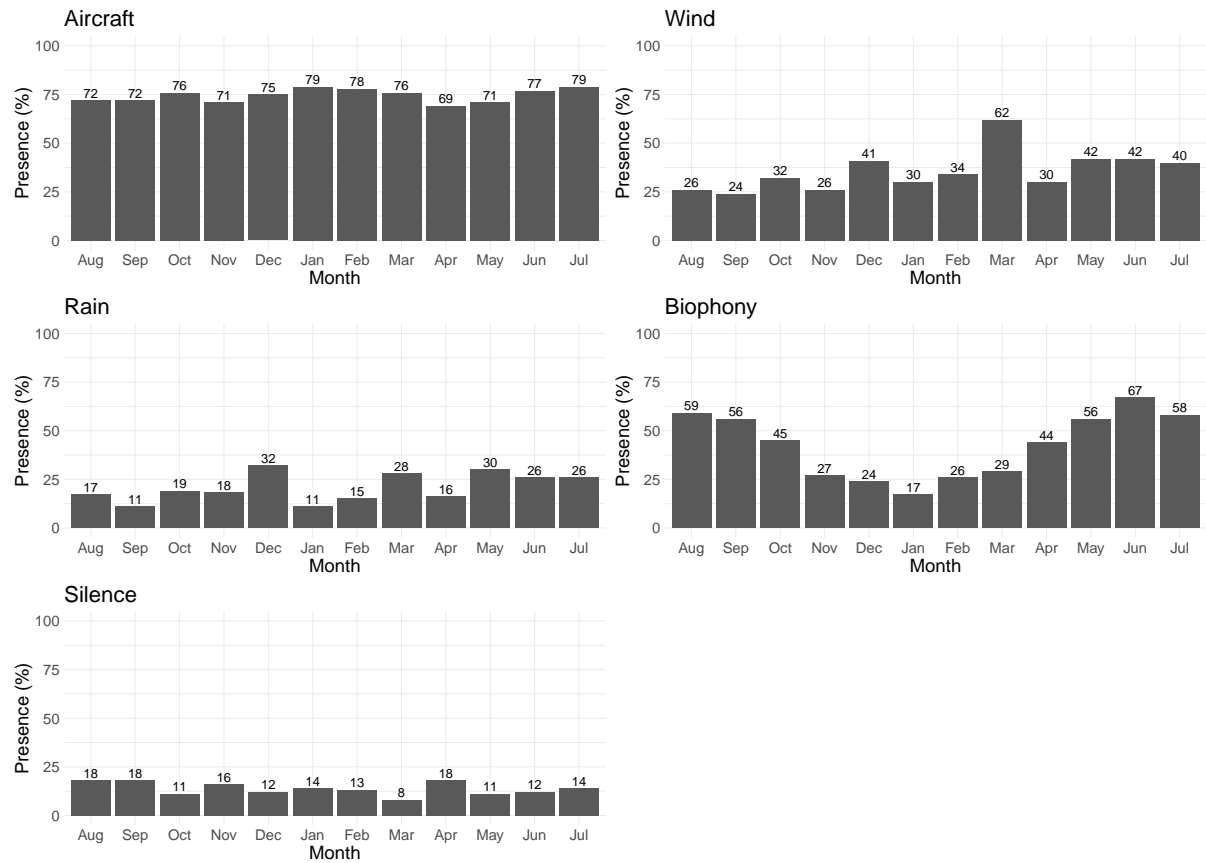 Aircraft
Presence (%)
100
75
50
25
0
72 72 76 71 75 79 78 76 69 71 77 79
Aug Sep Oct Nov Dec Jan Feb Mar Apr May Jun Jul
Month
Wind
Presence (%)
100
75
50
25
0
26 24 32 26 41 30 34 62 30 42 42 40
Aug Sep Oct Nov Dec Jan Feb Mar Apr May Jun Jul
Month
Rain
Presence (%)
100
75
50
25
0
17 11 19 18 32 11 15 28 16 30 26 26
Aug Sep Oct Nov Dec Jan Feb Mar Apr May Jun Jul
Month
Biophony
Presence (%)
100
75
50
25
0
59 56 45 27 24 17 26 29 44 56 67 58
Aug Sep Oct Nov Dec Jan Feb Mar Apr May Jun Jul
Month
Silence
Presence (%)
100
75
50
25
0
18 18 11 16 12 14 13 8 18 11 12 14
Aug Sep Oct Nov Dec Jan Feb Mar Apr May Jun Jul
Month